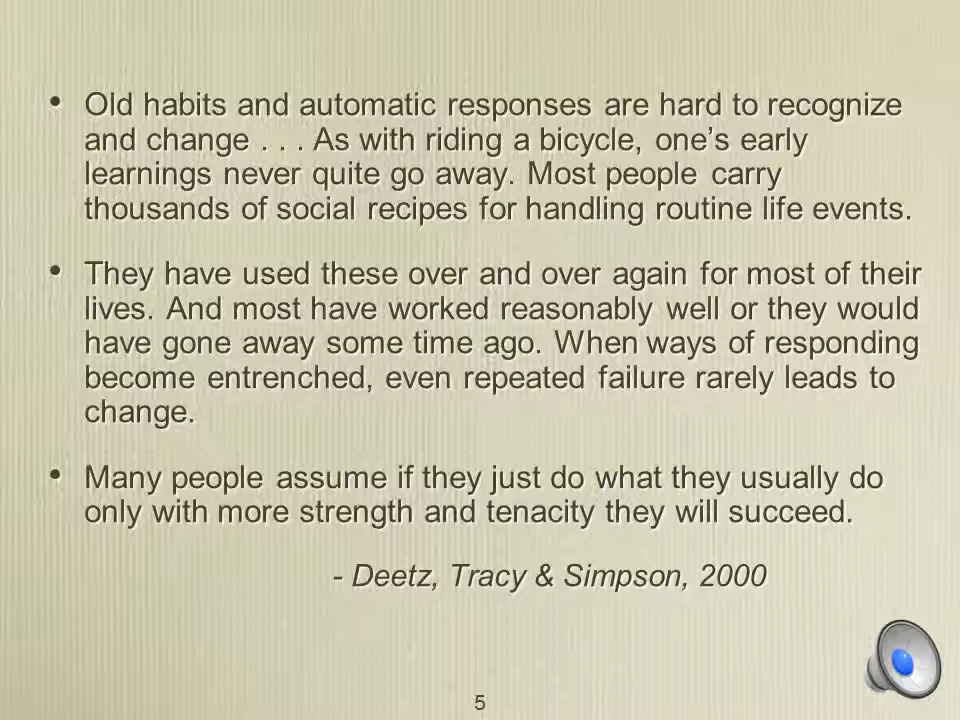 • Old habits and automatic responses are hard to recognize
and change . . . As with riding a bicycle, one’s early
learnings never quite go away. Most people carry
thousands of social recipes for handling routine life events.
• They have used these over and over again for most of their
lives. And most have worked reasonably well or they would
have gone away some time ago. When ways of responding
become entrenched, even repeated failure rarely leads to
change.
• Many people assume if they just do what they usually do
only with more strength and tenacity they will succeed.
- Deetz, Tracy & Simpson, 2000
5